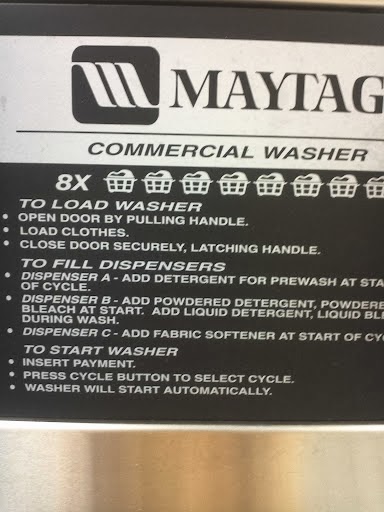 MAYTAG
COMMERCIAL WASHER
8X
TO LOAD WASHER
• OPEN DOOR BY PULLING HANDLE.
• LOAD CLOTHES.
• CLOSE DOOR SECURELY, LATCHING HANDLE.
TO FILL DISPENSERS
• DISPENSER A - ADD DETERGENT FOR PREWASH AT STA
OF CYCLE.
• DISPENSER B - ADD POWDERED DETERGENT, POWDERE
BLEACH AT START. ADD LIQUID DETERGENT, LIQUID BLE
DURING WASH.
• DISPENSER C - ADD FABRIC SOFTENER AT START OF CY
TO START WASHER
• INSERT PAYMENT.
• PRESS CYCLE BUTTON TO SELECT CYCLE.
• WASHER WILL START AUTOMATICALLY.